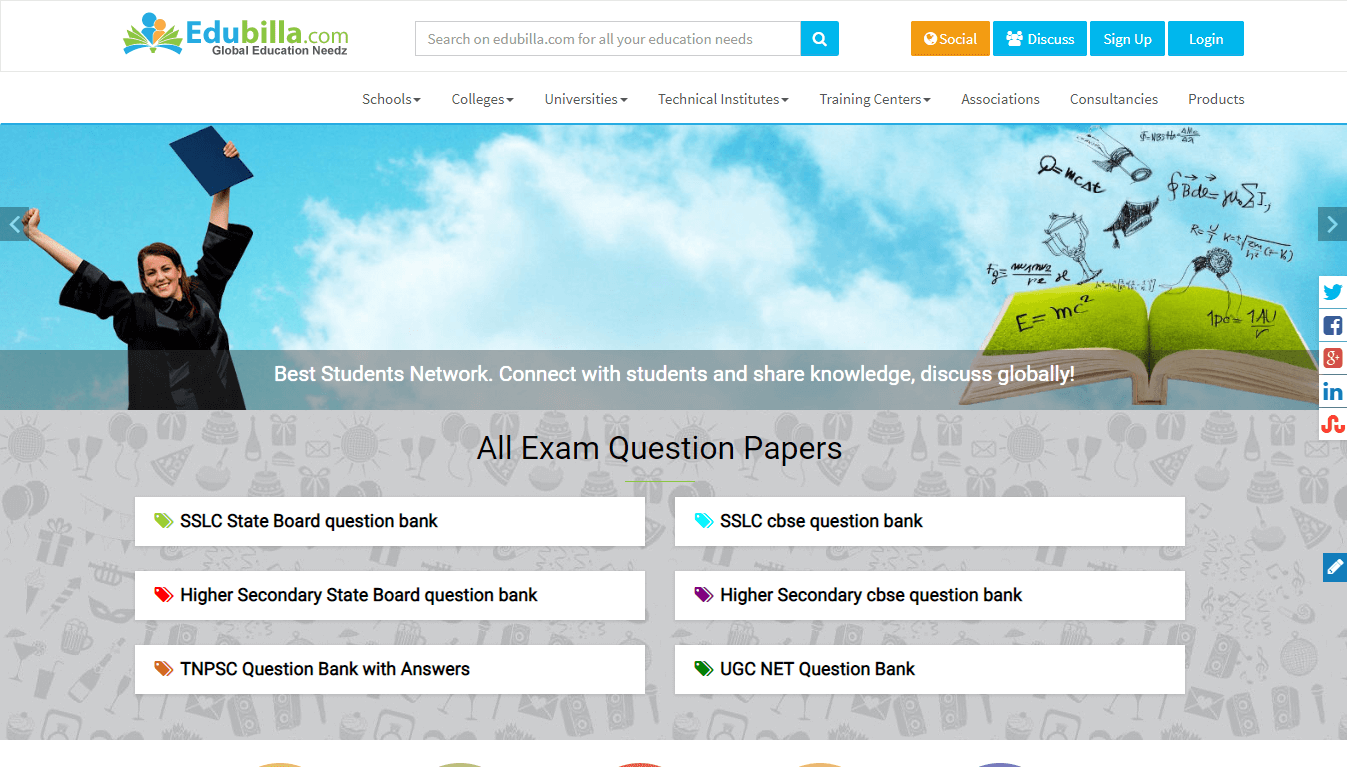 Edubilla.com
Global Education Needz
Search on edubilla.com for all your education needs
Social
Discuss
Sign Up
Login
Schools
Colleges
Universities
Technical Institutes
Training Centers
Associations
Consultancies
Products
Q=mcΔt
E=mc²
Best Students Network. Connect with students and share knowledge, discuss globally!
All Exam Question Papers
SSLC State Board question bank
SSLC cbse question bank
Higher Secondary State Board question bank
Higher Secondary cbse question bank
TNPSC Question Bank with Answers
UGC NET Question Bank